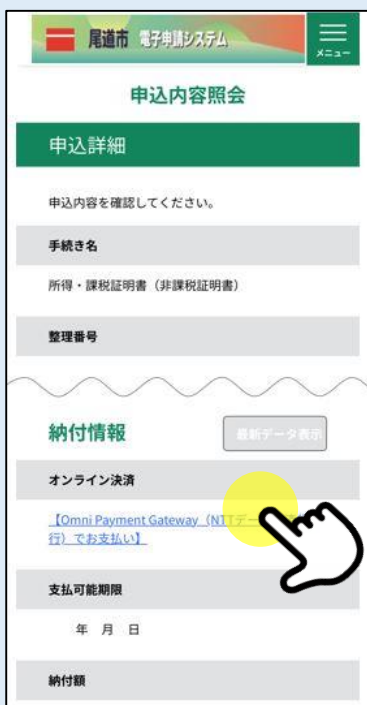 尾道市 電子申請システム
メニュー
申込内容照会
申込詳細
申込内容を確認してください。
手続き名
所得・課税証明書（非課税証明書）
整理番号
納付情報
最新データ表示
オンライン決済
【Omni Payment Gateway（NTTデー
行）でお支払い】
支払可能期限
年 月 日
納付額